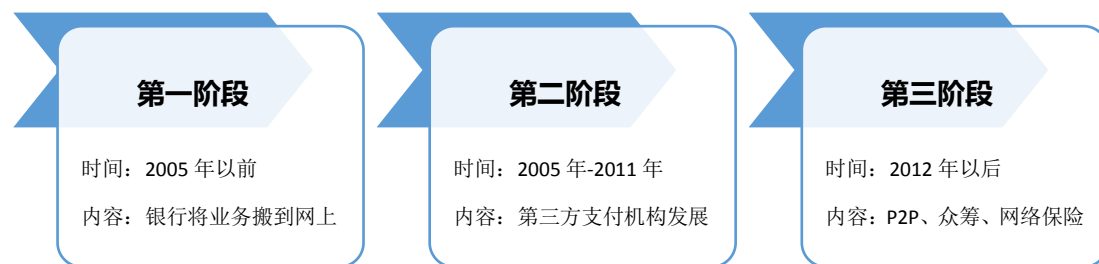 第一阶段
时间：2005 年以前
内容：银行将业务搬到网上
第二阶段
时间：2005 年-2011 年
内容：第三方支付机构发展
第三阶段
时间：2012 年以后
内容：P2P、众筹、网络保险